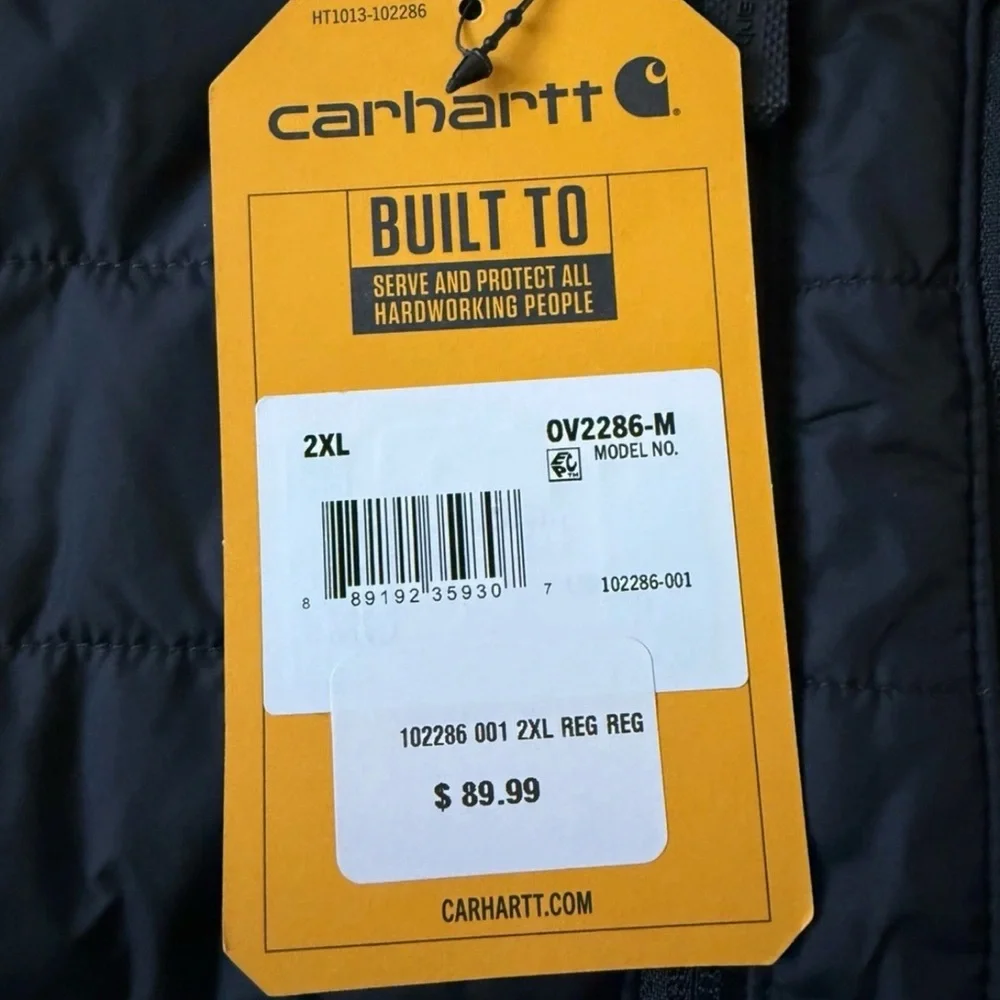 HT1013-102286
carhartt
BUILT TO
SERVE AND PROTECT ALL
HARDWORKING PEOPLE
2XL
OV2286-M
MODEL NO.
EPC™
8 89192 35930 7
102286-001
102286 001 2XL REG REG
$ 89.99
CARHARTT.COM